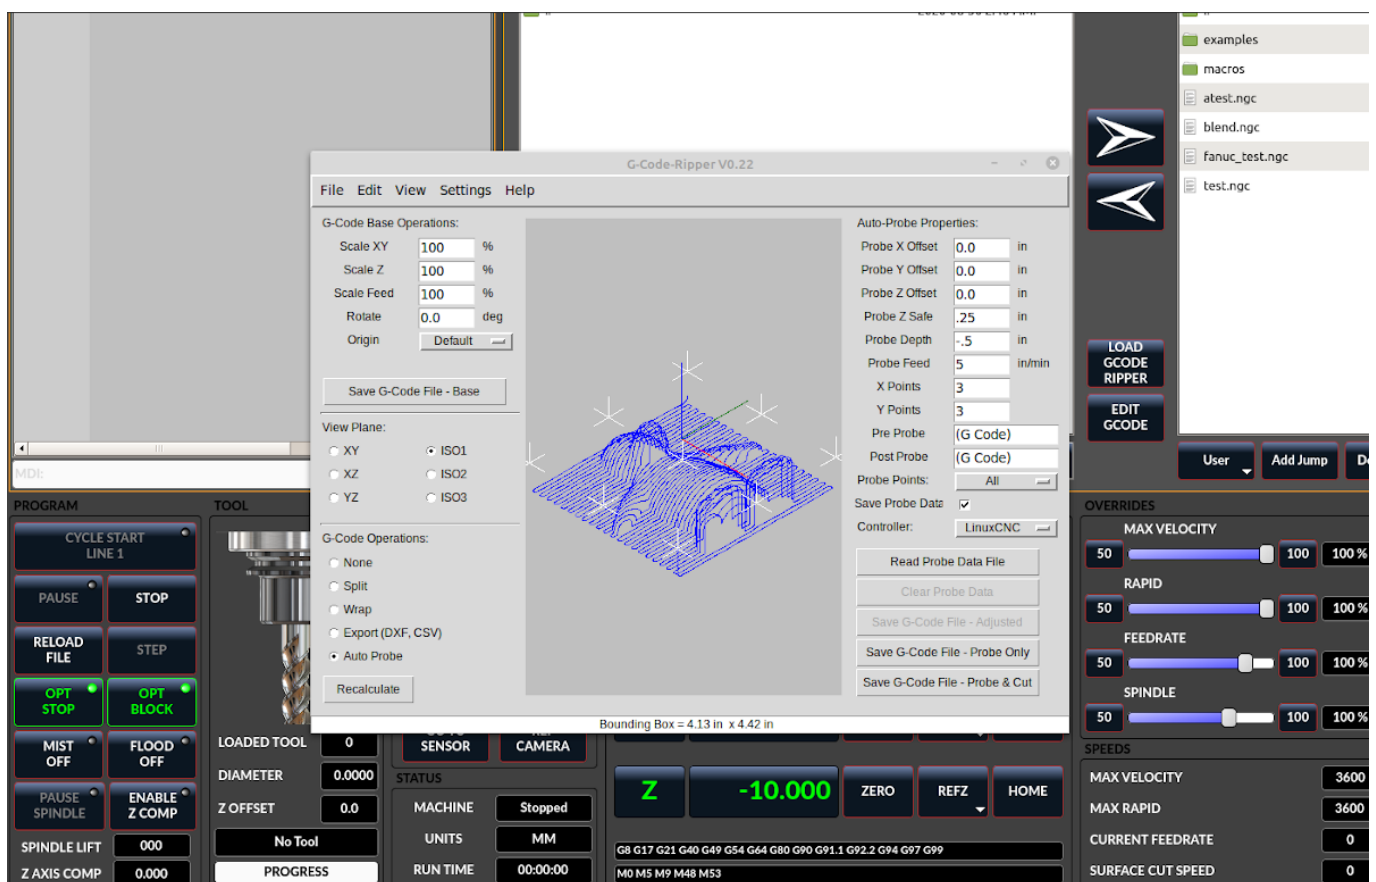 examples
macros
atest.ngc
blend.ngc
fanuc_test.ngc
test.ngc
G-Code-Ripper V0.22
File Edit View Settings Help
G-Code Base Operations:
Scale XY 100 %
Scale Z 100 %
Scale Feed 100 %
Rotate 0.0 deg
Origin Default
Save G-Code File - Base
View Plane:
XY ISO1
XZ ISO2
YZ ISO3
G-Code Operations:
None
Split
Wrap
Export (DXF, CSV)
Auto Probe
Recalculate
Auto-Probe Properties:
Probe X Offset 0.0 in
Probe Y Offset 0.0 in
Probe Z Offset 0.0 in
Probe Z Safe .25 in
Probe Depth -.5 in
Probe Feed 5 in/min
X Points 3
Y Points 3
Pre Probe (G Code)
Post Probe (G Code)
Probe Points: All
Save Probe Data
Controller: LinuxCNC
Read Probe Data File
Clear Probe Data
Save G-Code File - Adjusted
Save G-Code File - Probe Only
Save G-Code File - Probe & Cut
Bounding Box = 4.13 in x 4.42 in
LOAD
GCODE
RIPPER
EDIT
GCODE
User Add Jump
MDI:
PROGRAM
CYCLE START
LINE 1
PAUSE STOP
RELOAD
FILE
STEP
OPT
STOP
OPT
BLOCK
MIST
OFF
FLOOD
OFF
PAUSE
SPINDLE
ENABLE
Z COMP
SPINDLE LIFT 000
Z AXIS COMP 0.000
TOOL
LOADED TOOL 0
DIAMETER 0.0000
Z OFFSET 0.0
No Tool
PROGRESS
SENSOR
CAMERA
STATUS
MACHINE Stopped
UNITS MM
RUN TIME 00:00:00
Z -10.000 ZERO REFZ HOME
G8 G17 G21 G40 G49 G54 G64 G80 G90 G91.1 G92.2 G94 G97 G99
M0 M5 M9 M48 M53
OVERRIDES
MAX VELOCITY
50 100 100 %
RAPID
50 100 100 %
FEEDRATE
50 100 100 %
SPINDLE
50 100 100 %
SPEEDS
MAX VELOCITY 3600
MAX RAPID 3600
CURRENT FEEDRATE 0
SURFACE CUT SPEED 0